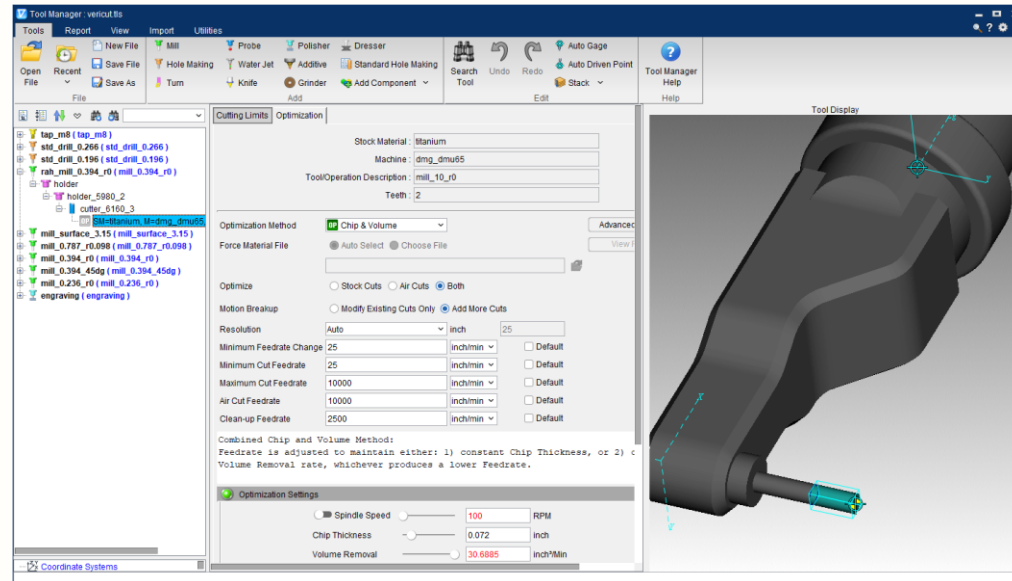 Tool Manager : vericut.tls
Tools Report View Import Utilities
Open File
Recent
New File
Save File
Save As
File
Mill
Hole Making
Turn
Probe
Water Jet
Knife
Polisher
Additive
Grinder
Dresser
Standard Hole Making
Add Component
Add
Search Tool
Undo
Redo
Auto Gage
Auto Driven Point
Stack
Edit
Tool Manager Help
Help
tap_m8 ( tap_m8 )
std_drill_0.266 ( std_drill_0.266 )
std_drill_0.196 ( std_drill_0.196 )
rah_mill_0.394_r0 ( mill_0.394_r0 )
holder
holder_5980_2
cutter_6160_3
OP SM=titanium, M=dmg_dmu65,
mill_surface_3.15 ( mill_surface_3.15 )
mill_0.787_r0.098 ( mill_0.787_r0.098 )
mill_0.394_r0 ( mill_0.394_r0 )
mill_0.394_45dg ( mill_0.394_45dg )
mill_0.236_r0 ( mill_0.236_r0 )
engraving ( engraving )
Coordinate Systems
Cutting Limits Optimization
Stock Material : titanium
Machine : dmg_dmu65
Tool/Operation Description : mill_10_r0
Teeth : 2
Optimization Method OP Chip & Volume Advanced
Force Material File Auto Select Choose File View F
Optimize Stock Cuts Air Cuts Both
Motion Breakup Modify Existing Cuts Only Add More Cuts
Resolution Auto inch 25
Minimum Feedrate Change 25 inch/min Default
Minimum Cut Feedrate 25 inch/min Default
Maximum Cut Feedrate 10000 inch/min Default
Air Cut Feedrate 10000 inch/min Default
Clean-up Feedrate 2500 inch/min Default
Combined Chip and Volume Method:
Feedrate is adjusted to maintain either: 1) constant Chip Thickness, or 2) c
Volume Removal rate, whichever produces a lower Feedrate.
Optimization Settings
Spindle Speed 100 RPM
Chip Thickness 0.072 inch
Volume Removal 30.6885 inch³/Min
Tool Display